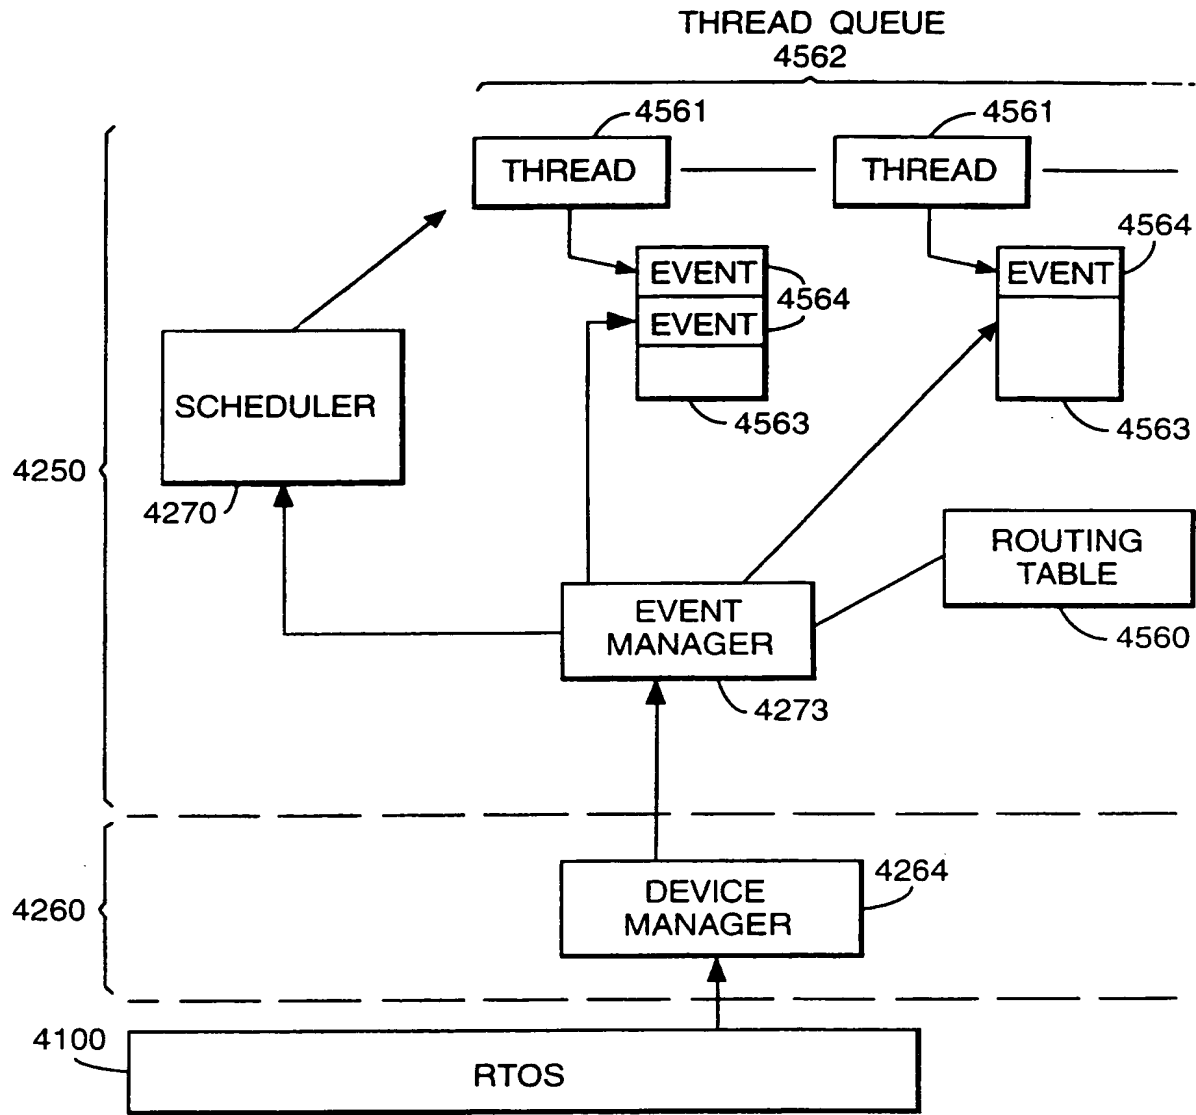 THREAD QUEUE
4562
4561
4561
THREAD
THREAD
4564
EVENT
EVENT
4564
EVENT
SCHEDULER
4563
4563
4250
4270
ROUTING
TABLE
EVENT
MANAGER
4560
4273
4264
DEVICE
MANAGER
4260
4100
RTOS